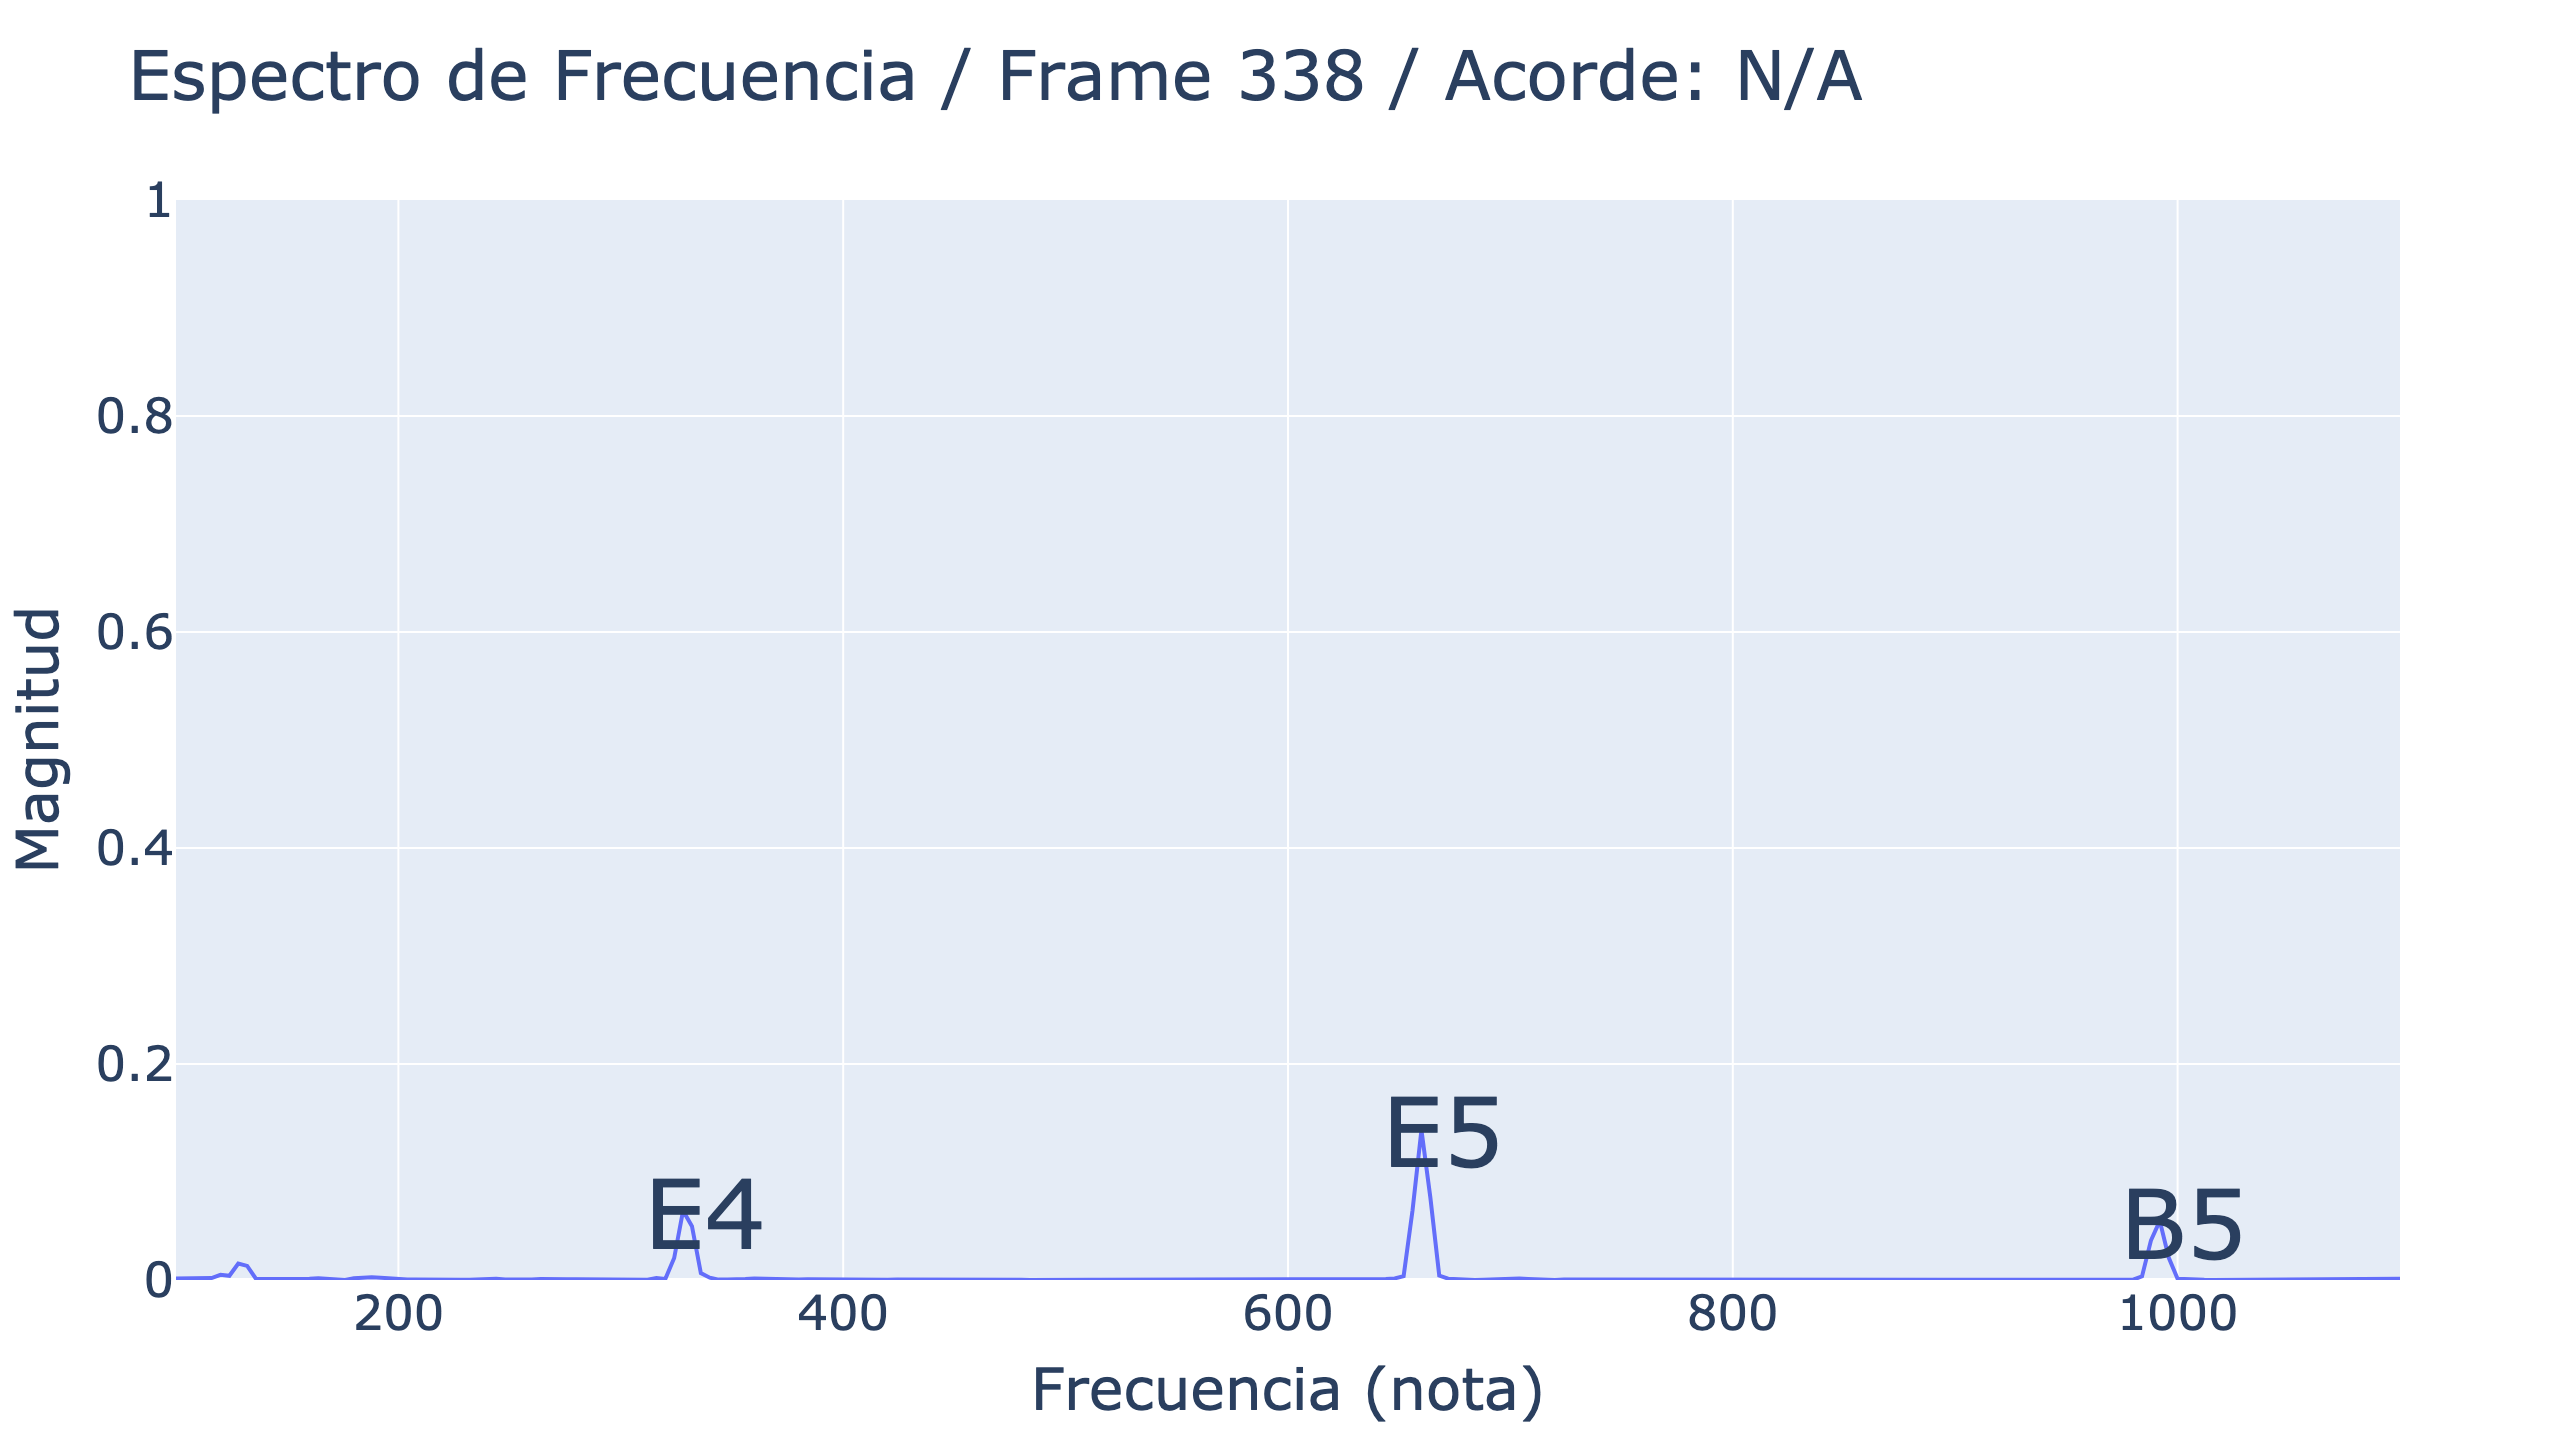 Espectro de Frecuencia / Frame 338 / Acorde: N/A
1
0.8
0.6
0.4
0.2
0
Magnitud
E4
E5
B5
200
400
600
800
1000
Frecuencia (nota)